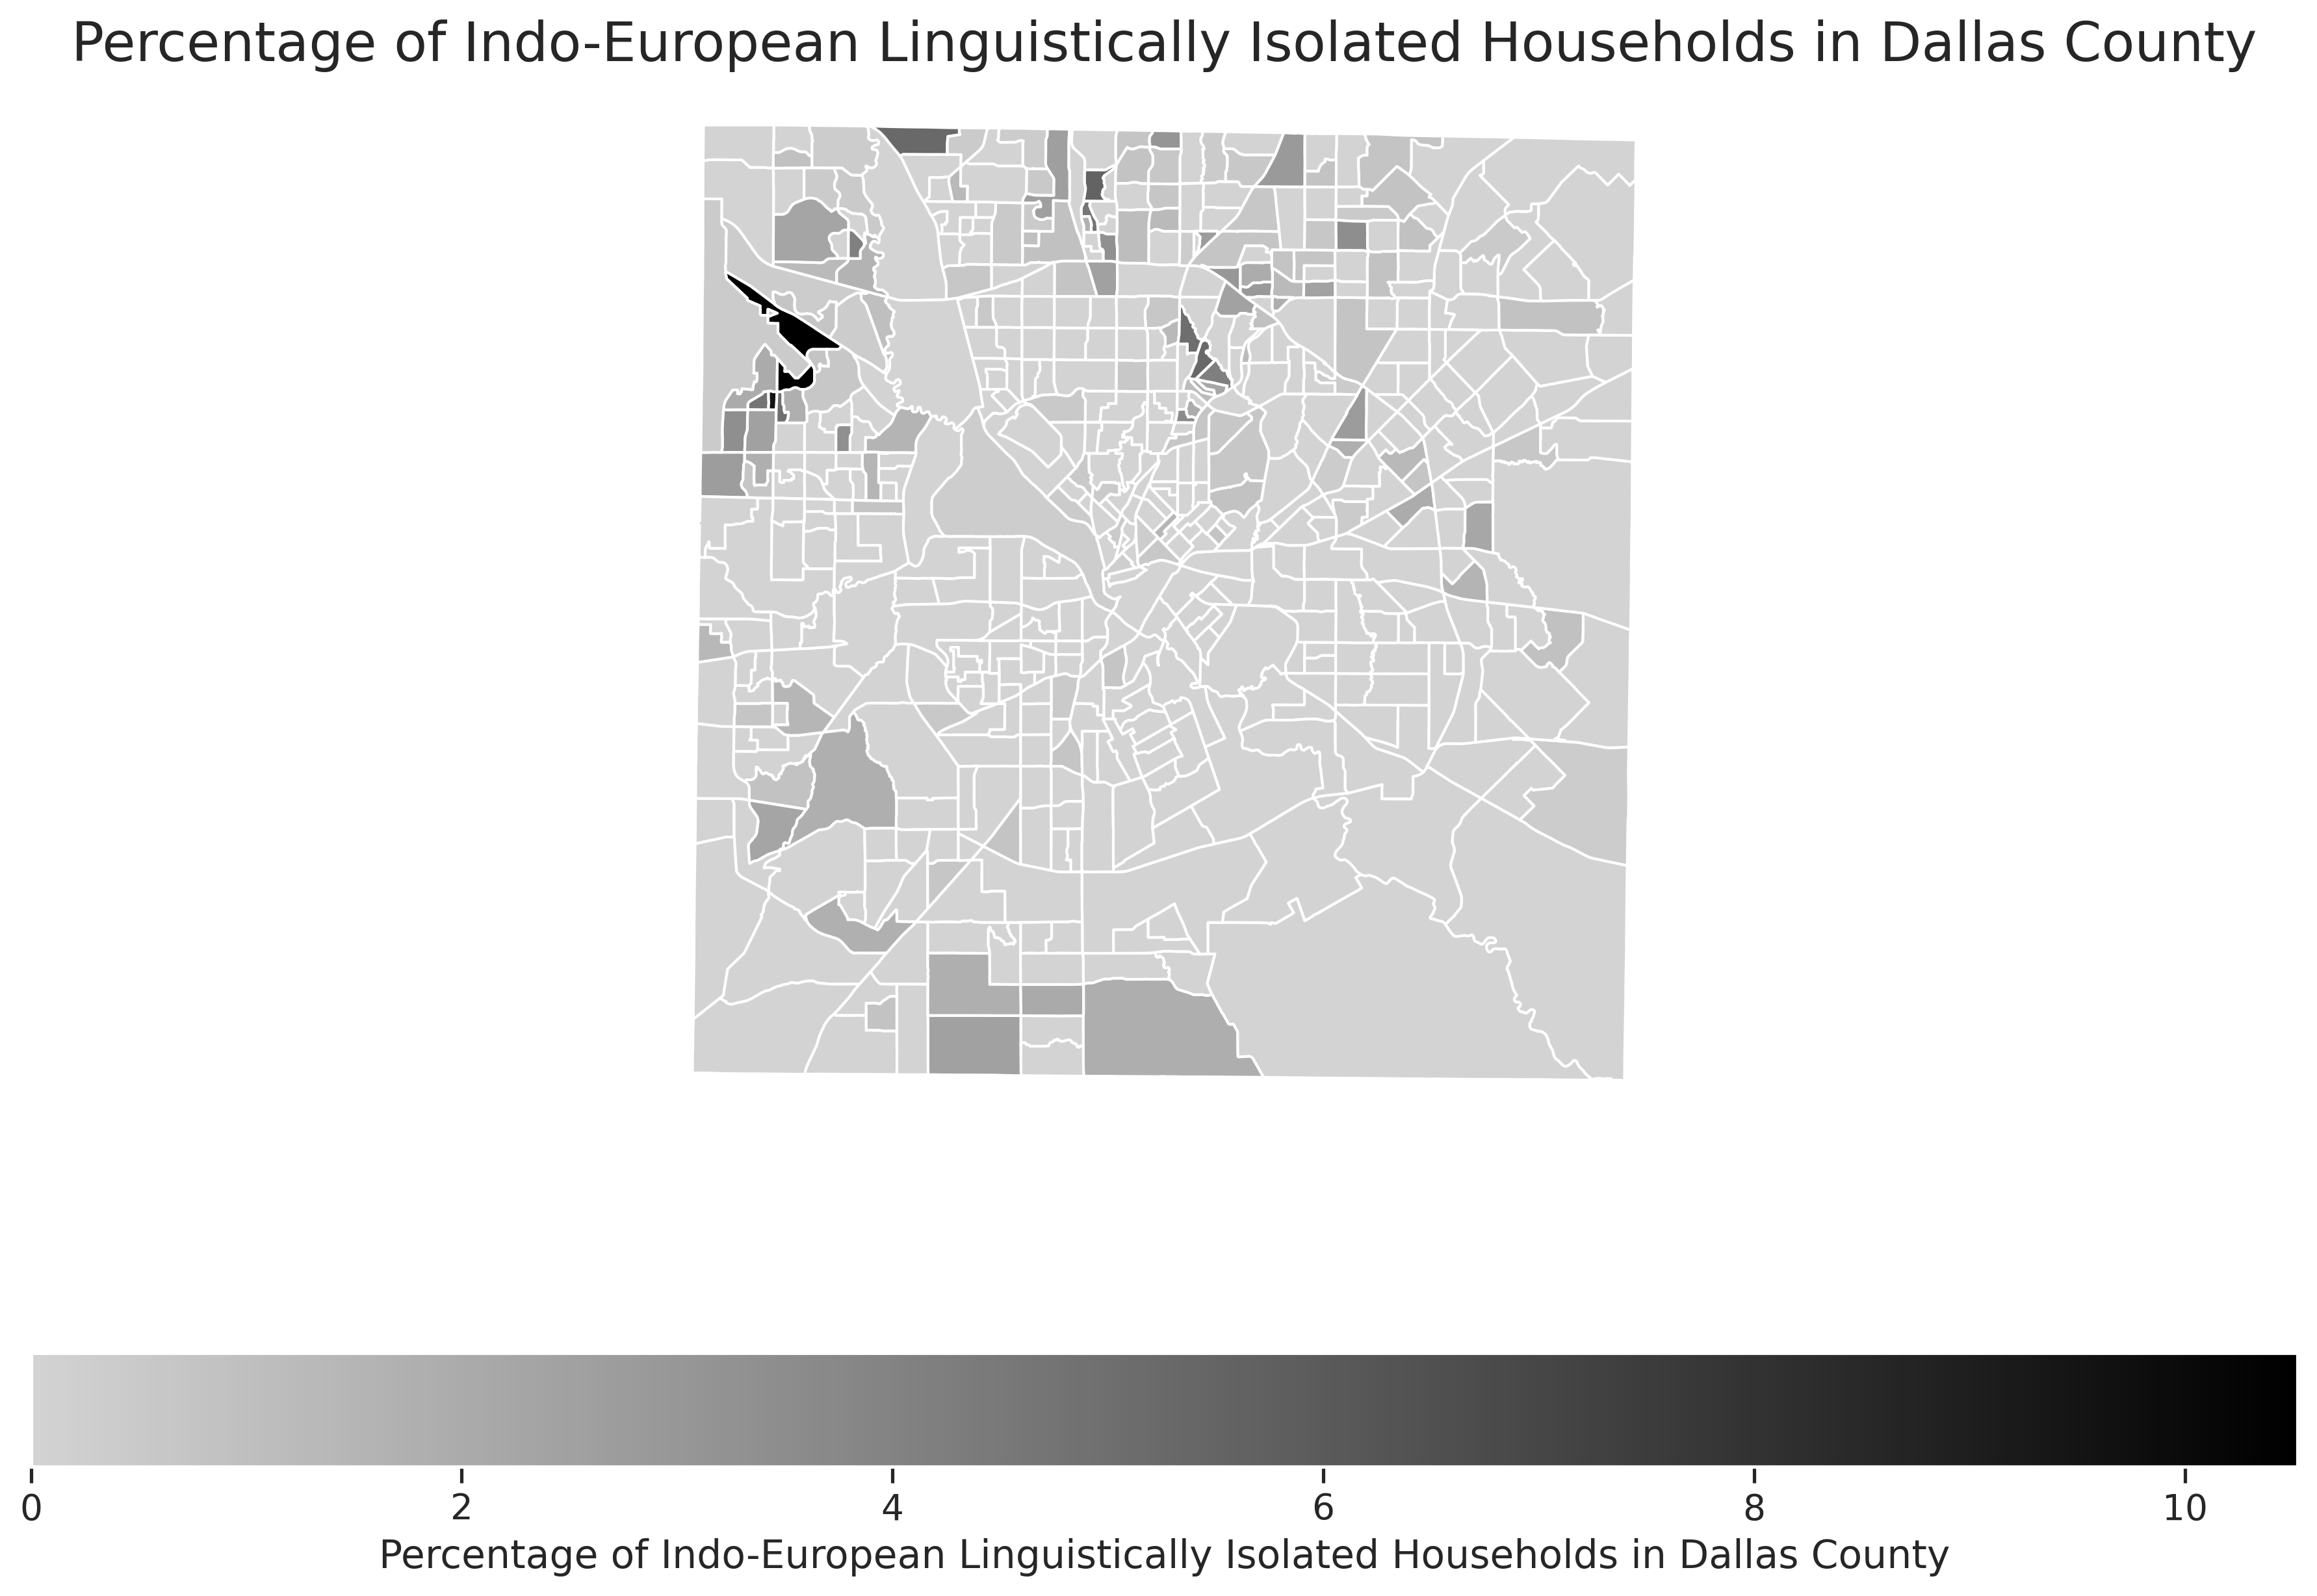 Percentage of Indo-European Linguistically Isolated Households in Dallas County
0 2 4 6 8 10
Percentage of Indo-European Linguistically Isolated Households in Dallas County